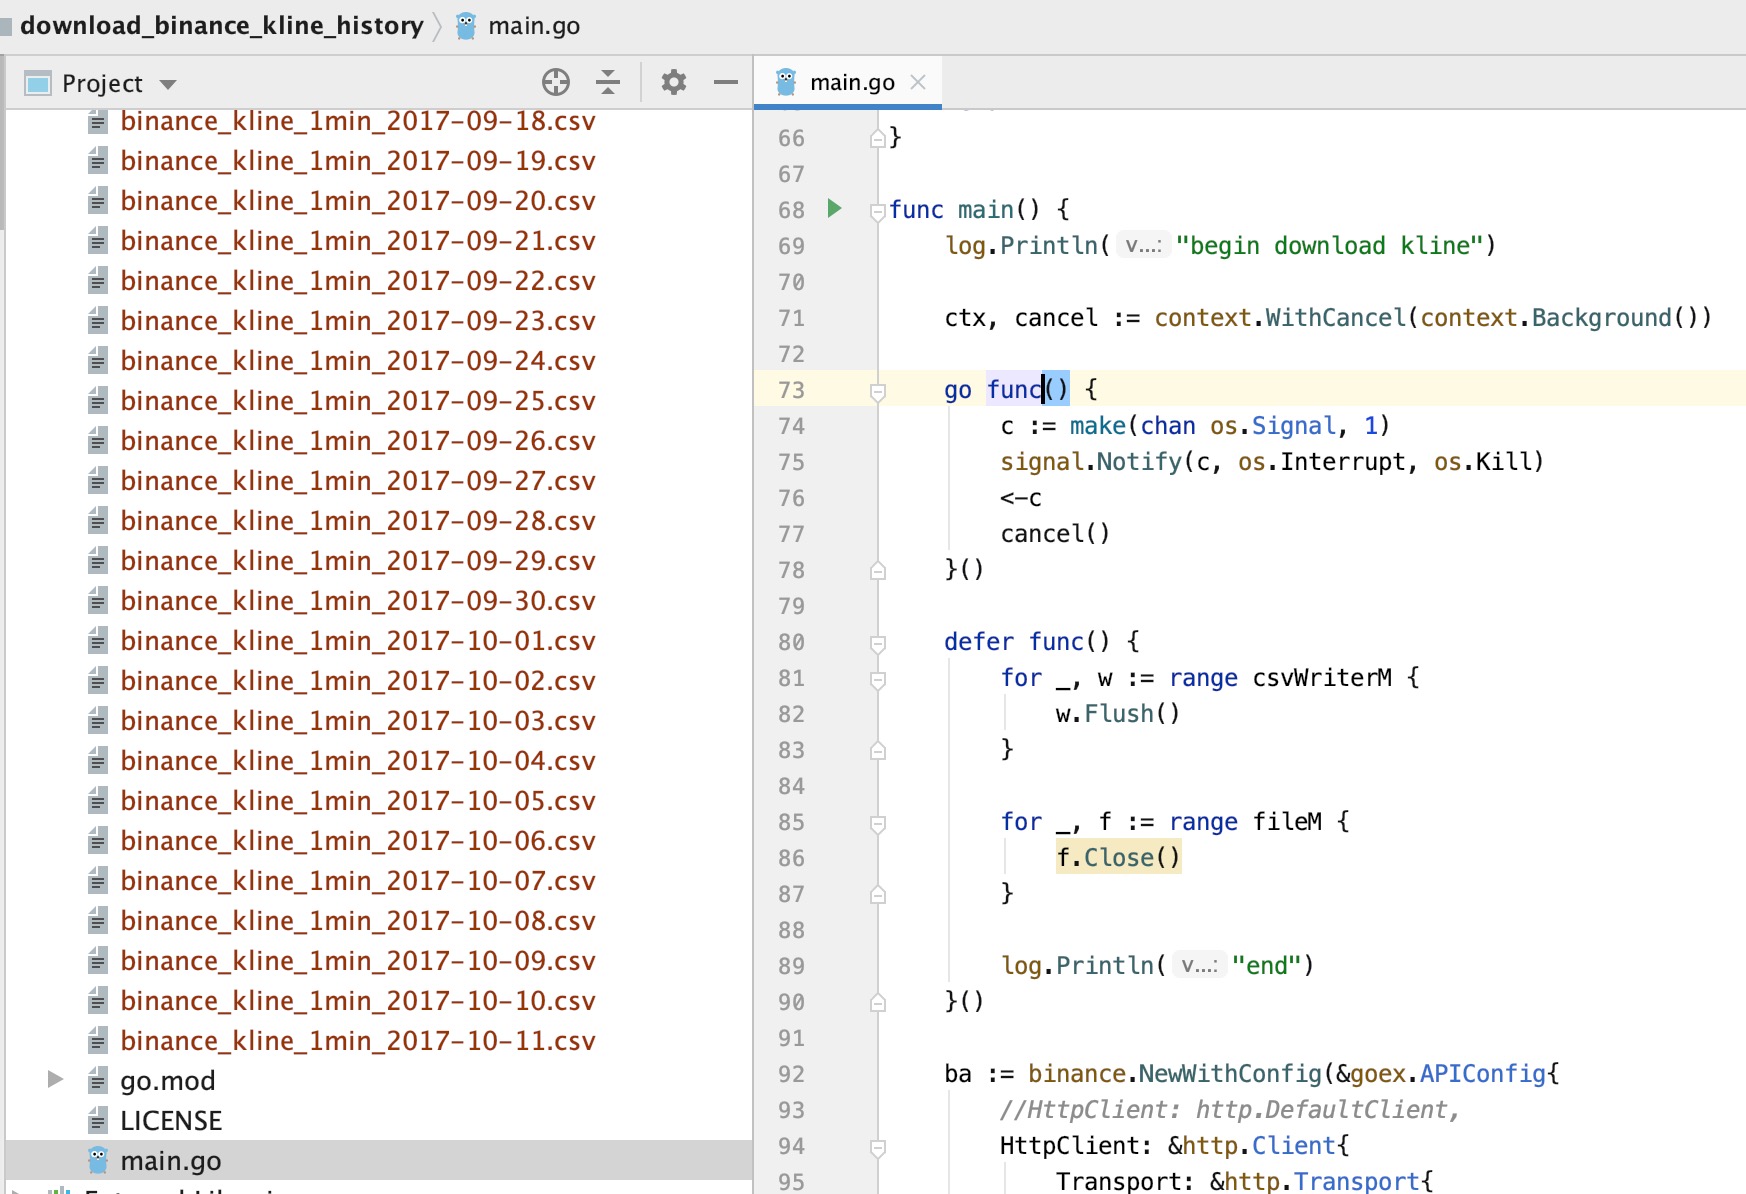 download_binance_kline_history main.go
Project
main.go
binance_kline_1min_2017-09-18.csv
binance_kline_1min_2017-09-19.csv
binance_kline_1min_2017-09-20.csv
binance_kline_1min_2017-09-21.csv
binance_kline_1min_2017-09-22.csv
binance_kline_1min_2017-09-23.csv
binance_kline_1min_2017-09-24.csv
binance_kline_1min_2017-09-25.csv
binance_kline_1min_2017-09-26.csv
binance_kline_1min_2017-09-27.csv
binance_kline_1min_2017-09-28.csv
binance_kline_1min_2017-09-29.csv
binance_kline_1min_2017-09-30.csv
binance_kline_1min_2017-10-01.csv
binance_kline_1min_2017-10-02.csv
binance_kline_1min_2017-10-03.csv
binance_kline_1min_2017-10-04.csv
binance_kline_1min_2017-10-05.csv
binance_kline_1min_2017-10-06.csv
binance_kline_1min_2017-10-07.csv
binance_kline_1min_2017-10-08.csv
binance_kline_1min_2017-10-09.csv
binance_kline_1min_2017-10-10.csv
binance_kline_1min_2017-10-11.csv
go.mod
LICENSE
main.go
66 }
67
68 func main() {
69 log.Println( v...: "begin download kline")
70
71 ctx, cancel := context.WithCancel(context.Background())
72
73 go func() {
74 c := make(chan os.Signal, 1)
75 signal.Notify(c, os.Interrupt, os.Kill)
76 <-c
77 cancel()
78 }()
79
80 defer func() {
81 for _, w := range csvWriterM {
82 w.Flush()
83 }
84
85 for _, f := range fileM {
86 f.Close()
87 }
88
89 log.Println( v...: "end")
90 }()
91
92 ba := binance.NewWithConfig(&goex.APIConfig{
93 //HttpClient: http.DefaultClient,
94 HttpClient: &http.Client{
95 Transport: &http.Transport{